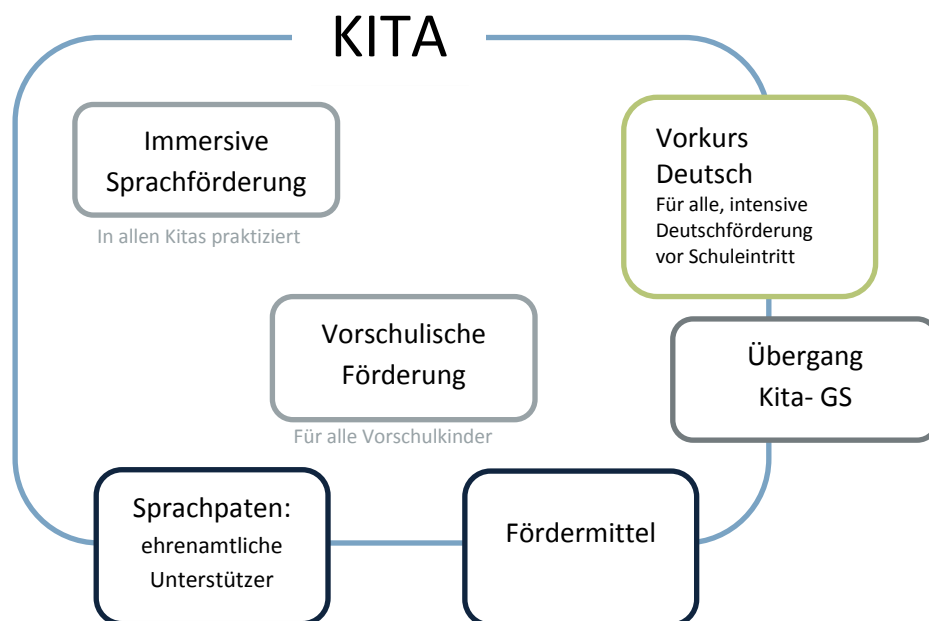 KITA
Immersive
Sprachförderung
In allen Kitas praktiziert
Vorkurs
Deutsch
Für alle, intensive
Deutschförderung
vor Schuleintritt
Vorschulische
Förderung
Für alle Vorschulkinder
Übergang
Kita- GS
Sprachpaten:
ehrenamtliche
Unterstützer
Fördermittel